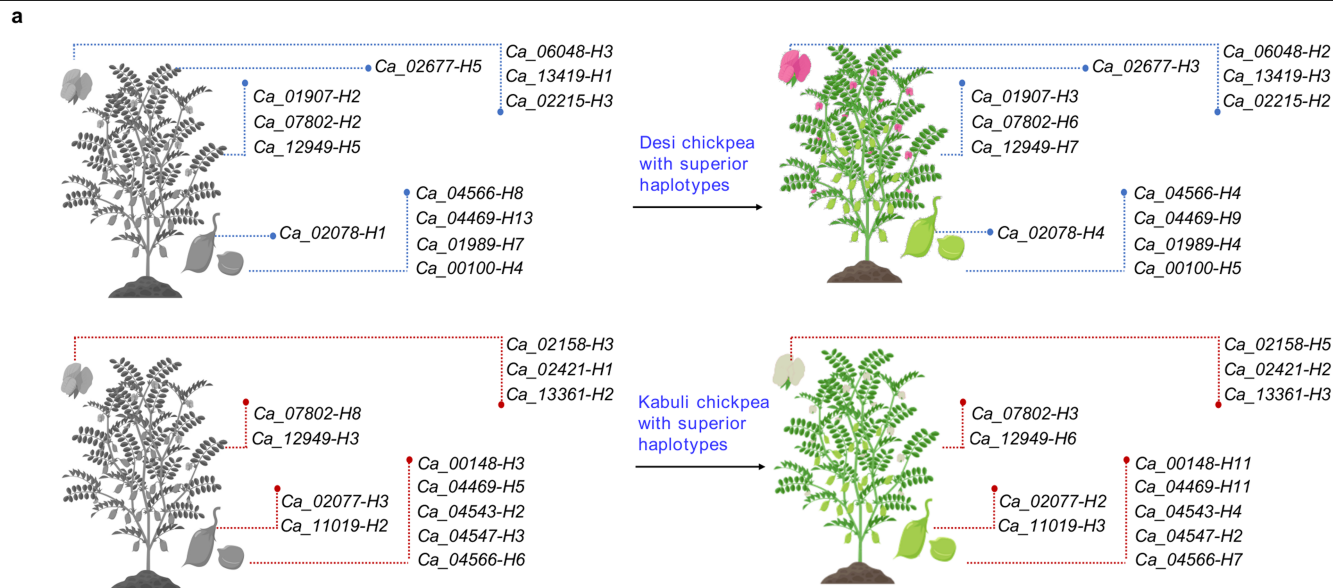 a
Ca_06048-H3
Ca_13419-H1
Ca_02215-H3
Ca_02677-H5
Ca_01907-H2
Ca_07802-H2
Ca_12949-H5
Ca_04566-H8
Ca_04469-H13
Ca_01989-H7
Ca_00100-H4
Ca_02078-H1
Desi chickpea
with superior
haplotypes
Ca_06048-H2
Ca_13419-H3
Ca_02215-H2
Ca_02677-H3
Ca_01907-H3
Ca_07802-H6
Ca_12949-H7
Ca_04566-H4
Ca_04469-H9
Ca_01989-H4
Ca_00100-H5
Ca_02078-H4
Ca_02158-H3
Ca_02421-H1
Ca_13361-H2
Ca_07802-H8
Ca_12949-H3
Ca_00148-H3
Ca_04469-H5
Ca_04543-H2
Ca_04547-H3
Ca_04566-H6
Ca_02077-H3
Ca_11019-H2
Kabuli chickpea
with superior
haplotypes
Ca_02158-H5
Ca_02421-H2
Ca_13361-H3
Ca_07802-H3
Ca_12949-H6
Ca_00148-H11
Ca_04469-H11
Ca_04543-H4
Ca_04547-H2
Ca_04566-H7
Ca_02077-H2
Ca_11019-H3